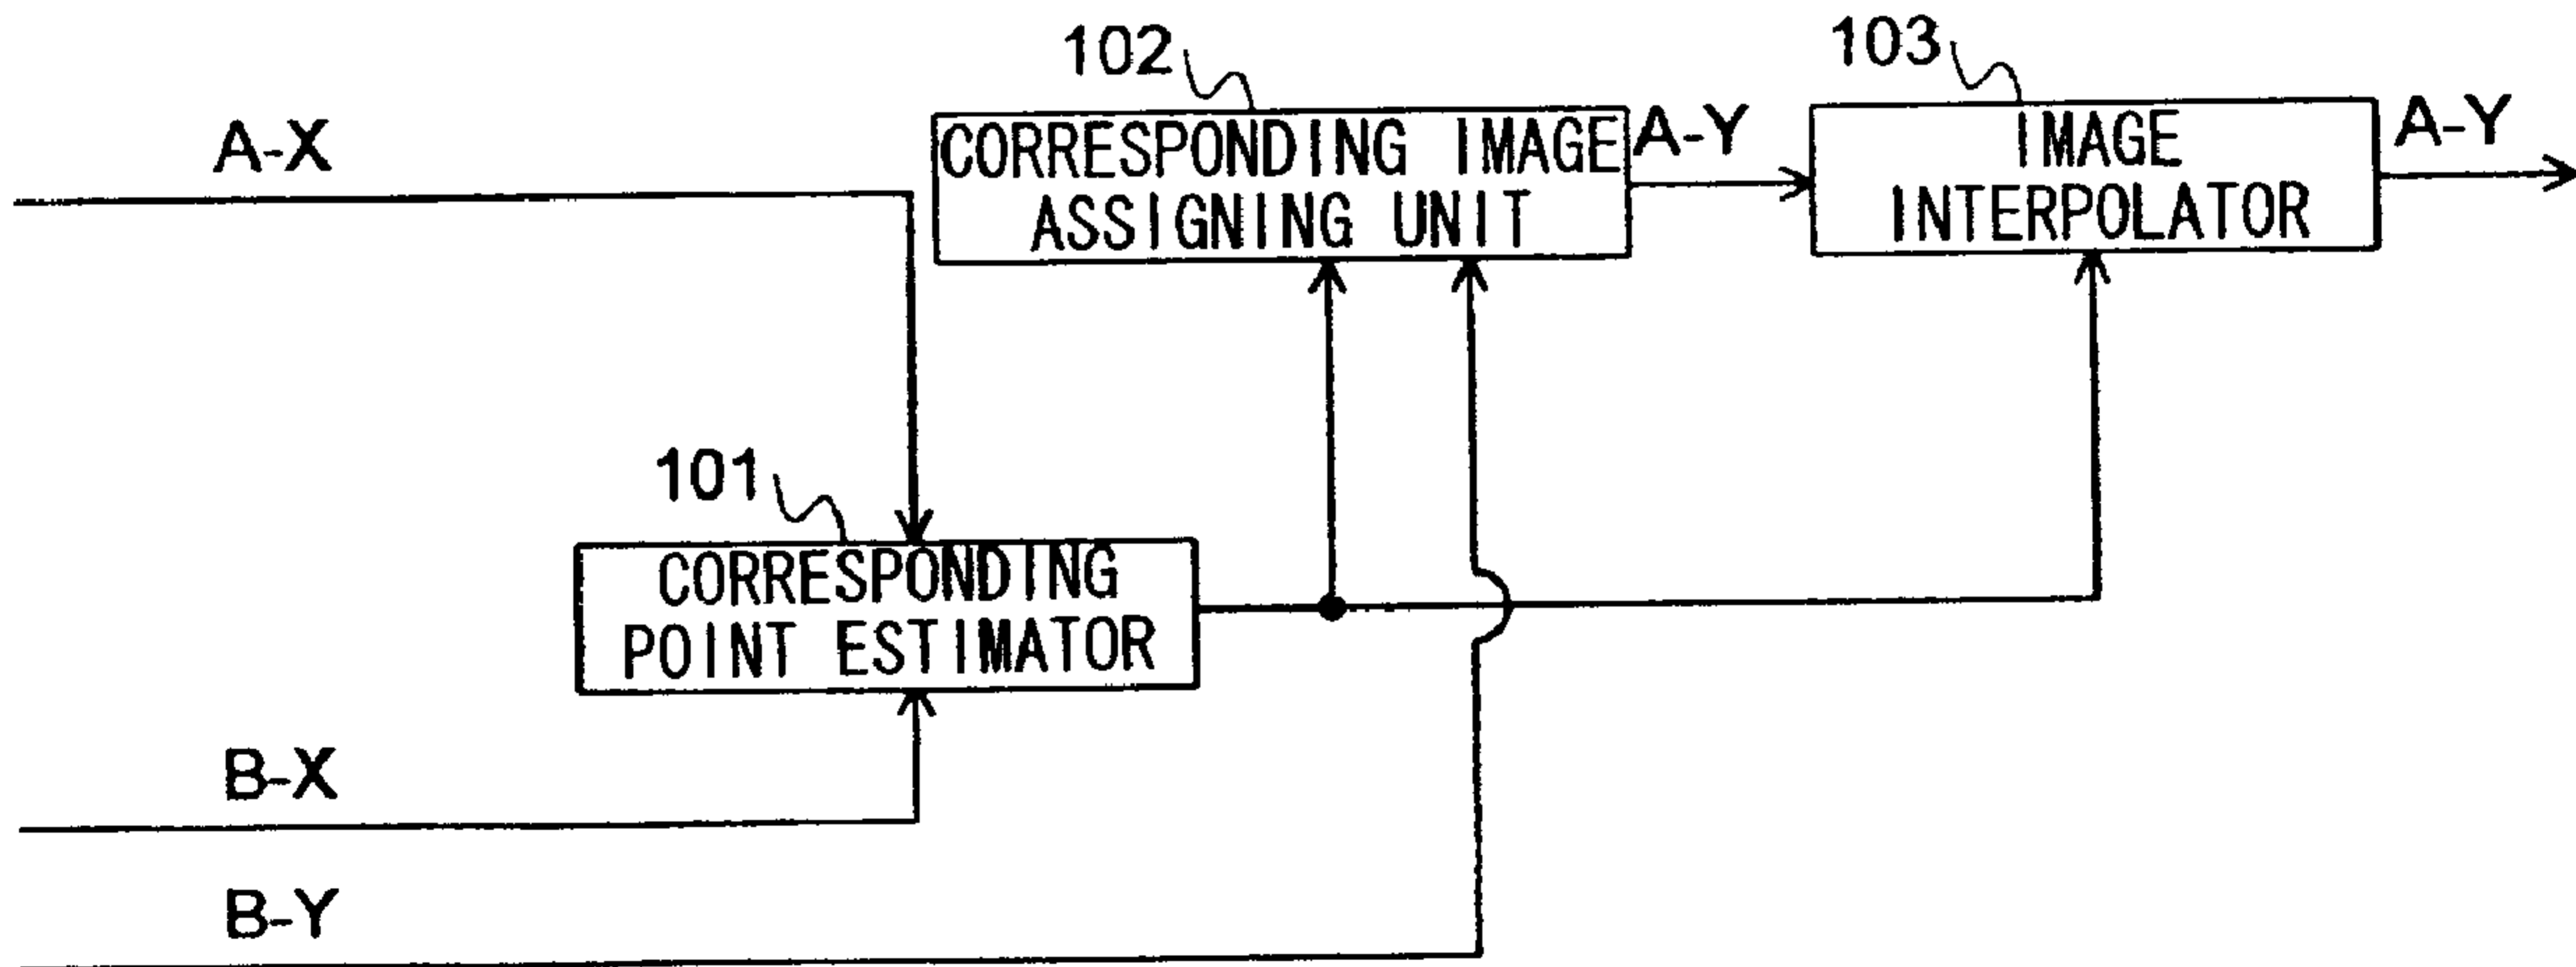 102
103
A-X
CORRESPONDING IMAGE
ASSIGNING UNIT
A-Y
IMAGE
INTERPOLATOR
A-Y
101
CORRESPONDING
POINT ESTIMATOR
B-X
B-Y